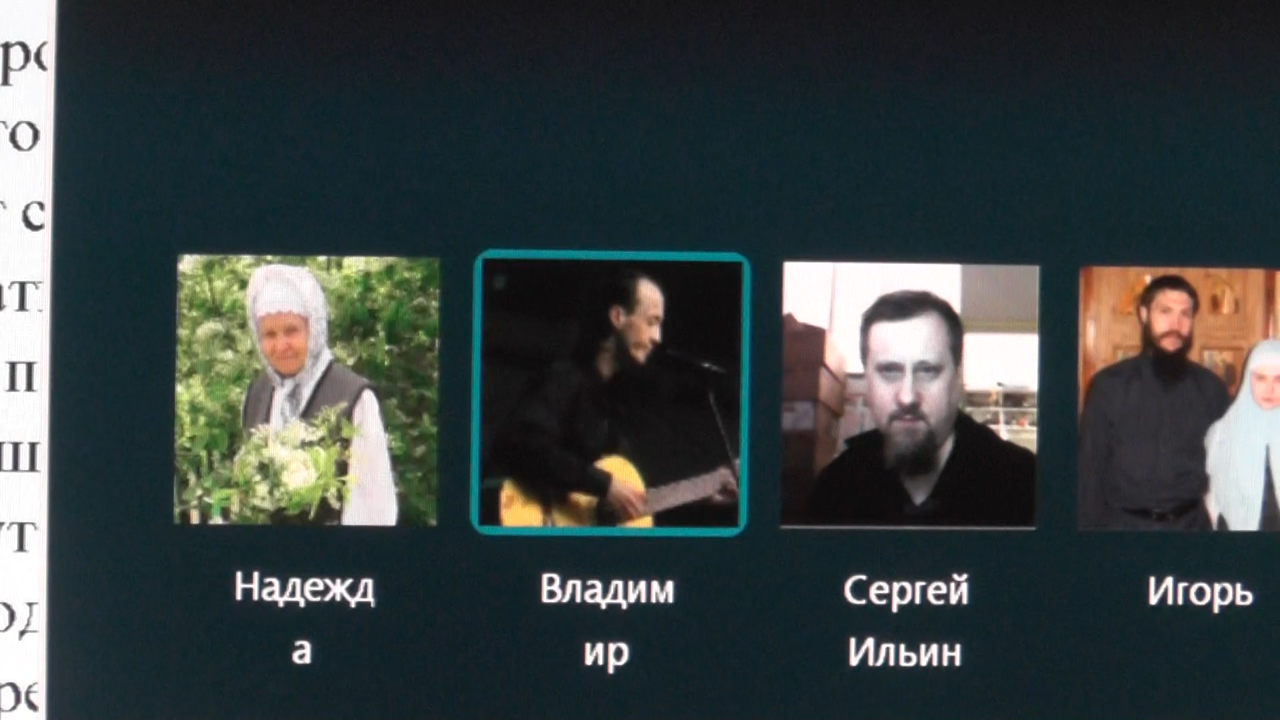 Надежд
а
Владим
ир
Сергей
Ильин
Игорь